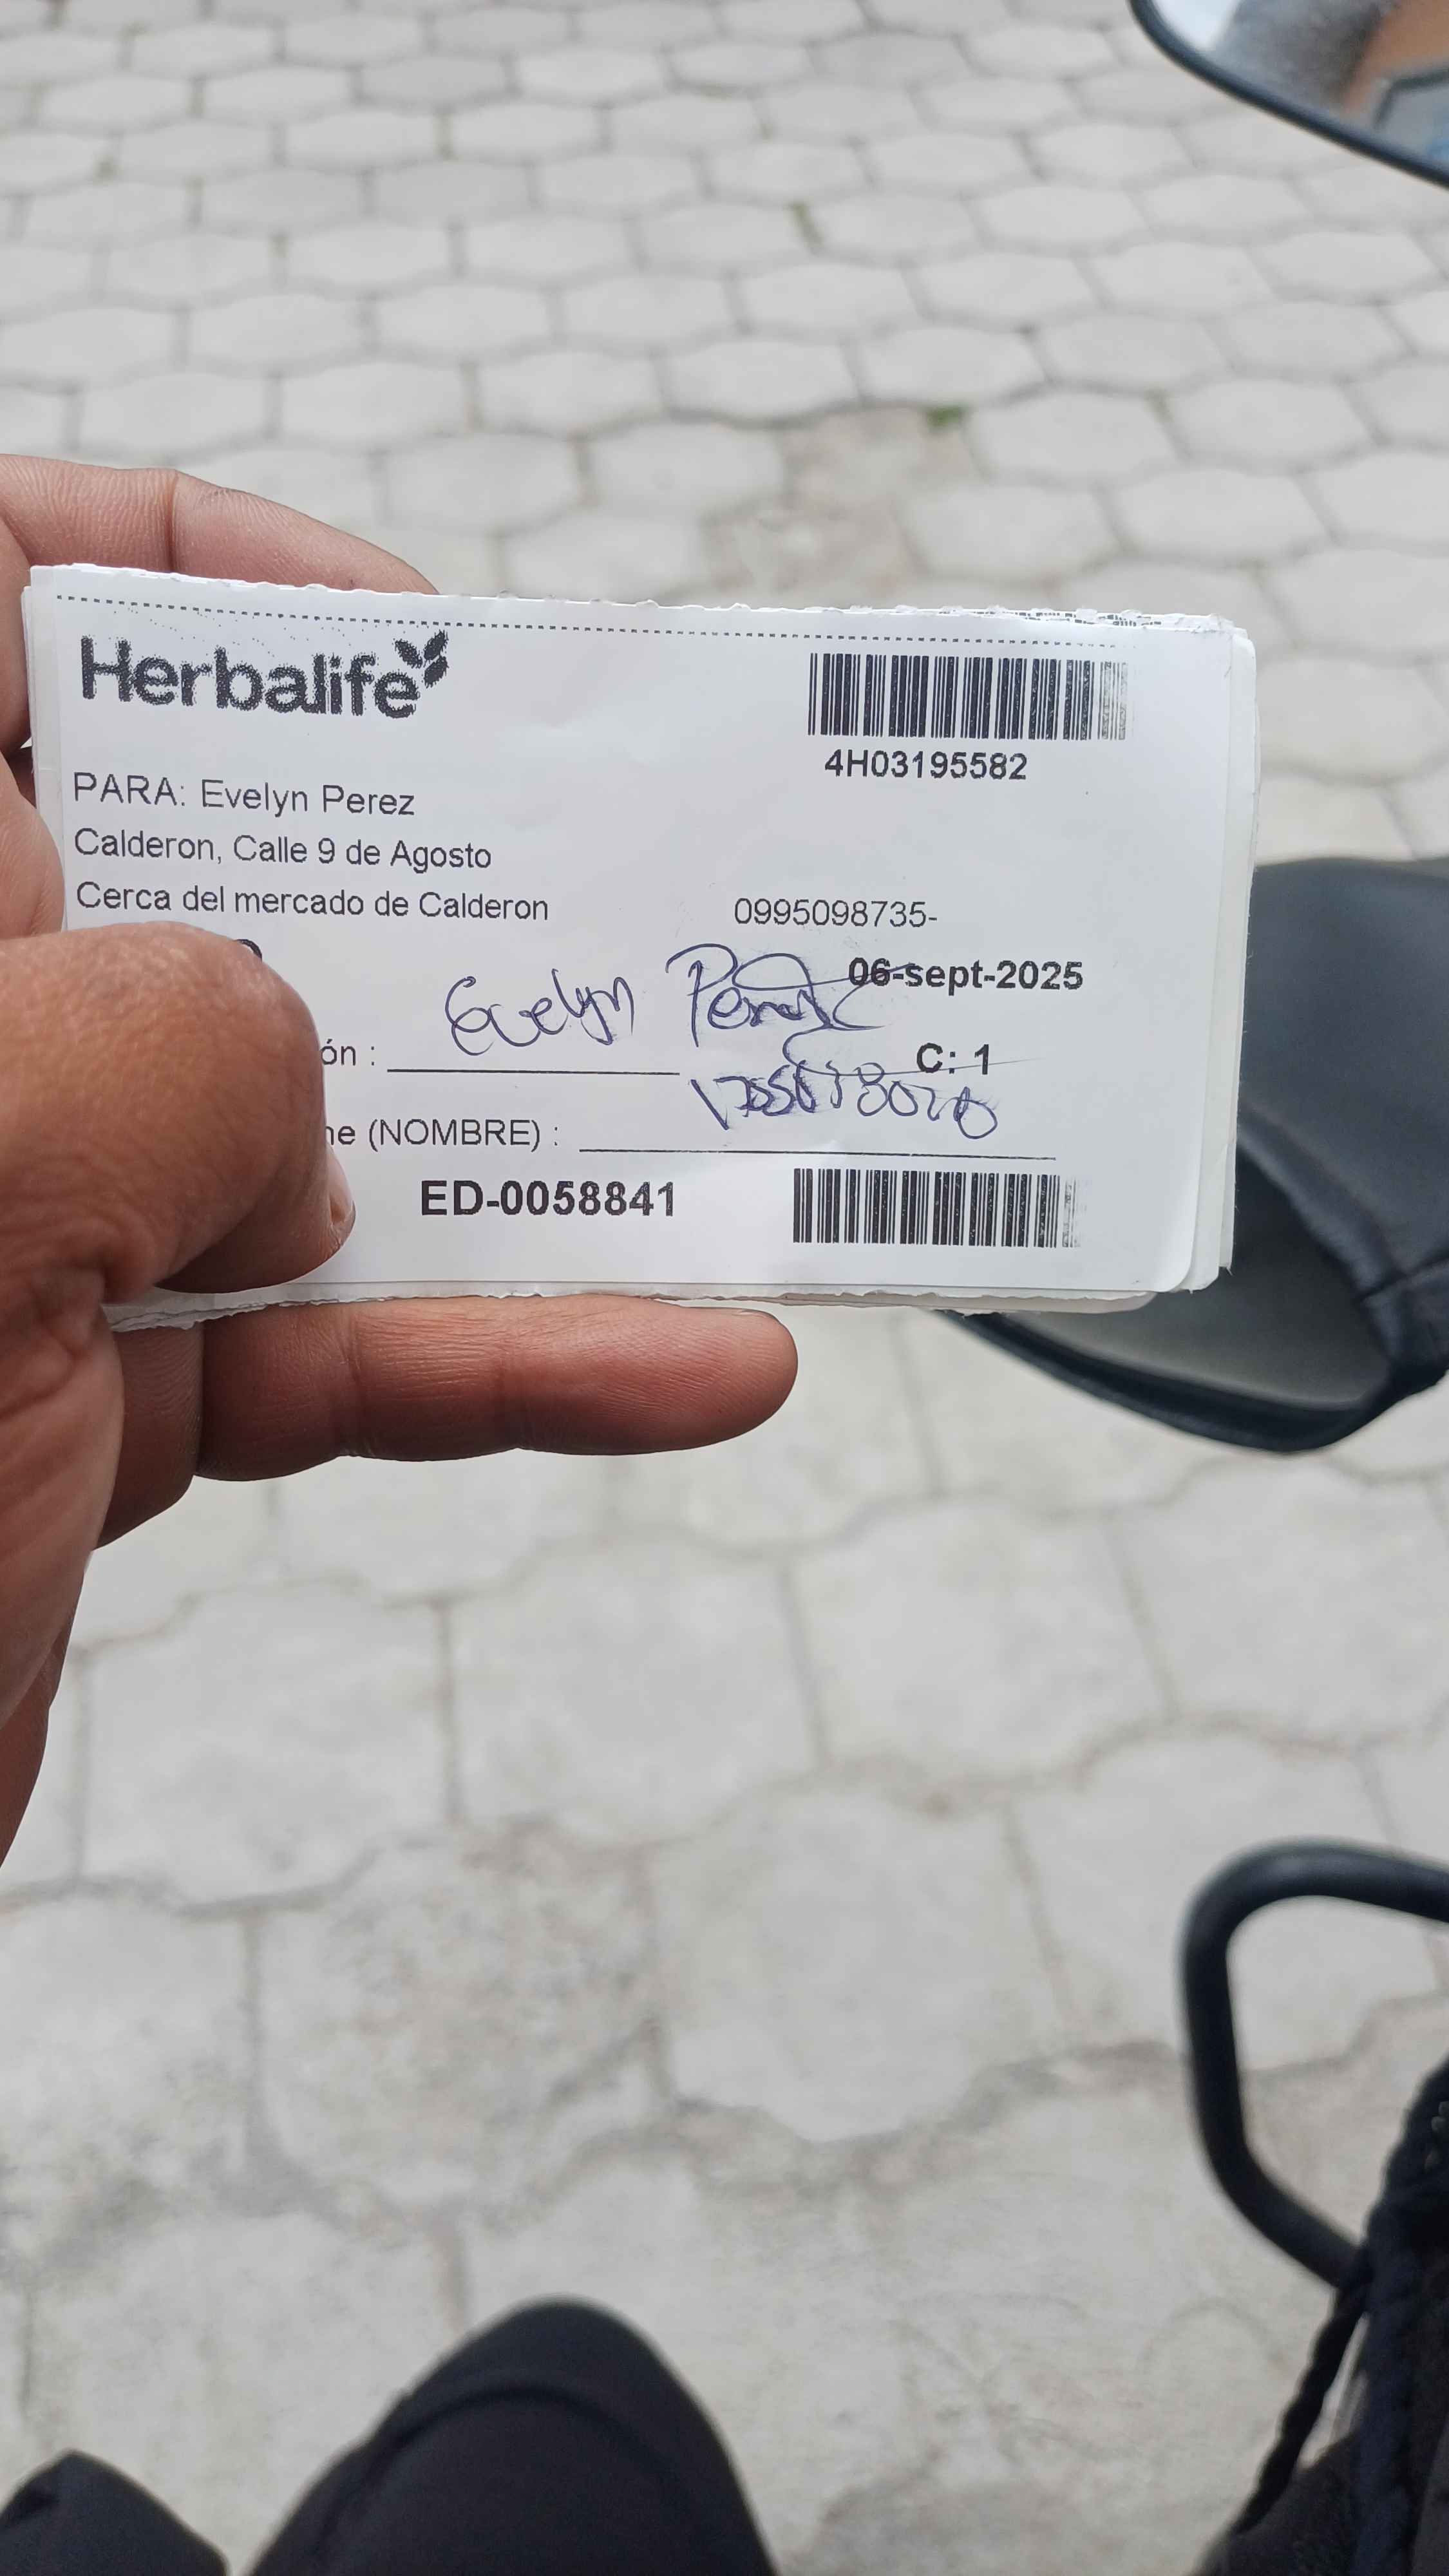 Herbalife
4H03195582
PARA: Evelyn Perez
Calderon, Calle 9 de Agosto
Cerca del mercado de Calderon 0995098735-
06-sept-2025
Evelyn Perez
ón :
C: 1
ne (NOMBRE) :
ED-0058841